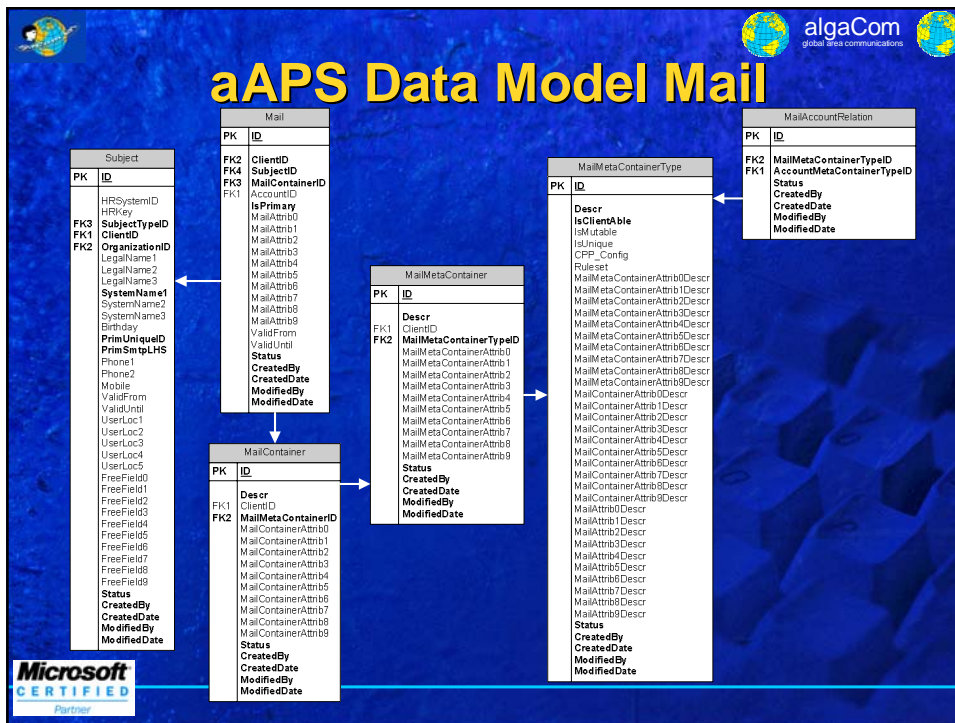 algaCom
global area communications
aAPS Data Model Mail
Subject
PK ID
HRSystemID
HRKey
FK3 SubjectTypeID
FK1 ClientID
FK2 OrganizationID
LegalName1
LegalName2
LegalName3
SystemName1
SystemName2
SystemName3
Birthday
PrimUniqueID
PrimSmtpLHS
Phone1
Phone2
Mobile
ValidFrom
ValidUntil
UserLoc1
UserLoc2
UserLoc3
UserLoc4
UserLoc5
FreeField0
FreeField1
FreeField2
FreeField3
FreeField4
FreeField5
FreeField6
FreeField7
FreeField8
FreeField9
Status
CreatedBy
CreatedDate
ModifiedBy
ModifiedDate
Mail
PK ID
FK2 ClientID
FK4 SubjectID
FK3 MailContainerID
FK1 AccountID
IsPrimary
MailAttrib0
MailAttrib1
MailAttrib2
MailAttrib3
MailAttrib4
MailAttrib5
MailAttrib6
MailAttrib7
MailAttrib8
MailAttrib9
ValidFrom
ValidUntil
Status
CreatedBy
CreatedDate
ModifiedBy
ModifiedDate
MailContainer
PK ID
Descr
FK1 ClientID
FK2 MailMetaContainerID
MailContainerAttrib0
MailContainerAttrib1
MailContainerAttrib2
MailContainerAttrib3
MailContainerAttrib4
MailContainerAttrib5
MailContainerAttrib6
MailContainerAttrib7
MailContainerAttrib8
MailContainerAttrib9
Status
CreatedBy
CreatedDate
ModifiedBy
ModifiedDate
MailMetaContainer
PK ID
Descr
FK1 ClientID
FK2 MailMetaContainerTypeID
MailMetaContainerAttrib0
MailMetaContainerAttrib1
MailMetaContainerAttrib2
MailMetaContainerAttrib3
MailMetaContainerAttrib4
MailMetaContainerAttrib5
MailMetaContainerAttrib6
MailMetaContainerAttrib7
MailMetaContainerAttrib8
MailMetaContainerAttrib9
Status
CreatedBy
CreatedDate
ModifiedBy
ModifiedDate
MailMetaContainerType
PK ID
Descr
IsClientAble
IsMutable
IsUnique
CPP_Config
Ruleset
MailMetaContainerAttrib0Descr
MailMetaContainerAttrib1Descr
MailMetaContainerAttrib2Descr
MailMetaContainerAttrib3Descr
MailMetaContainerAttrib4Descr
MailMetaContainerAttrib5Descr
MailMetaContainerAttrib6Descr
MailMetaContainerAttrib7Descr
MailMetaContainerAttrib8Descr
MailMetaContainerAttrib9Descr
MailContainerAttrib0Descr
MailContainerAttrib1Descr
MailContainerAttrib2Descr
MailContainerAttrib3Descr
MailContainerAttrib4Descr
MailContainerAttrib5Descr
MailContainerAttrib6Descr
MailContainerAttrib7Descr
MailContainerAttrib8Descr
MailContainerAttrib9Descr
MailAttrib0Descr
MailAttrib1Descr
MailAttrib2Descr
MailAttrib3Descr
MailAttrib4Descr
MailAttrib5Descr
MailAttrib6Descr
MailAttrib7Descr
MailAttrib8Descr
MailAttrib9Descr
Status
CreatedBy
CreatedDate
ModifiedBy
ModifiedDate
MailAccountRelation
PK ID
FK2 MailMetaContainerTypeID
FK1 AccountMetaContainerTypeID
Status
CreatedBy
CreatedDate
ModifiedBy
ModifiedDate
Microsoft
CERTIFIED
Partner